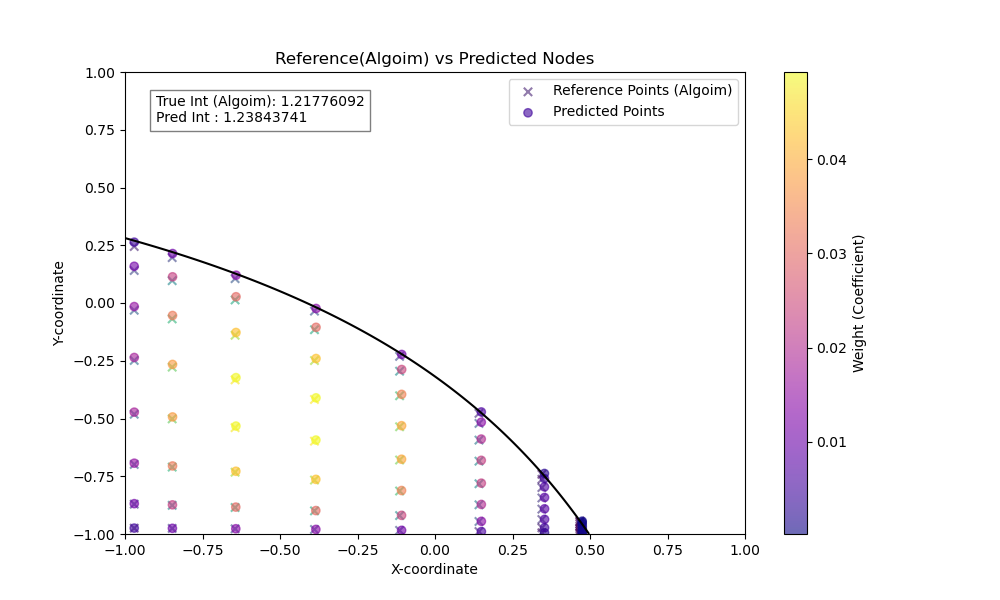 Reference(Algoim) vs Predicted Nodes
True Int (Algoim): 1.21776092
Pred Int : 1.23843741
Reference Points (Algoim)
Predicted Points
1.00
0.75
0.50
0.25
0.00
−0.25
−0.50
−0.75
−1.00
Y-coordinate
−1.00
−0.75
−0.50
−0.25
0.00
0.25
0.50
0.75
1.00
X-coordinate
0.04
0.03
0.02
0.01
Weight (Coefficient)